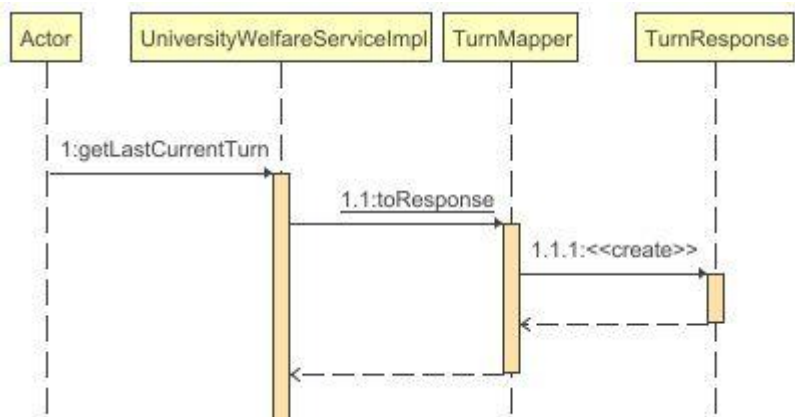 Actor
UniversityWelfareServiceImpl
TurnMapper
TurnResponse
1:getLastCurrentTurn
1.1:toResponse
1.1.1:<<create>>